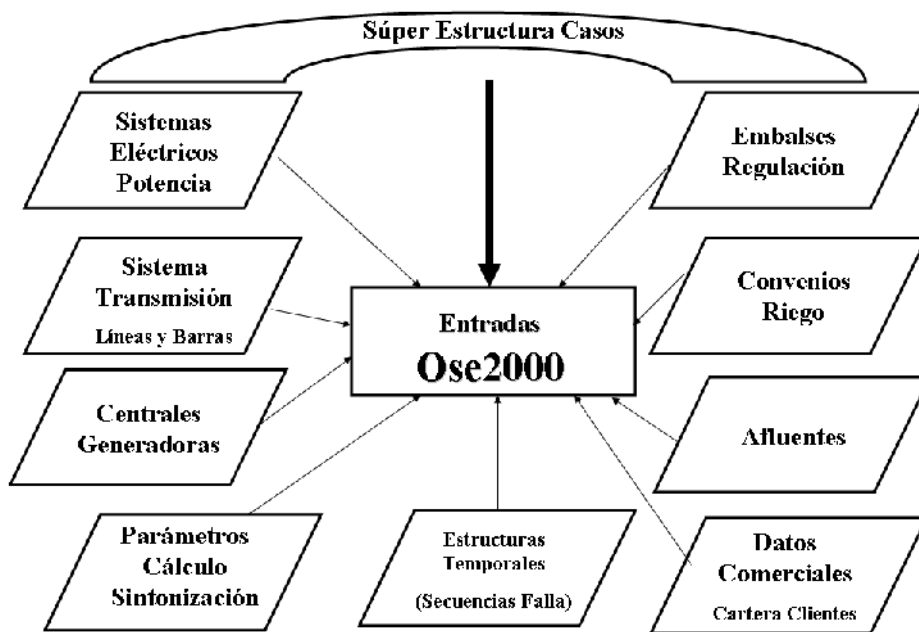 Súper Estructura Casos
Sistemas
Eléctricos
Potencia
Embalses
Regulación
Sistema
Transmisión
Líneas y Barras
Convenios
Riego
Entradas
Ose2000
Centrales
Generadoras
Afluentes
Parámetros
Cálculo
Sintonización
Estructuras
Temporales
(Secuencias Falla)
Datos
Comerciales
Cartera Clientes